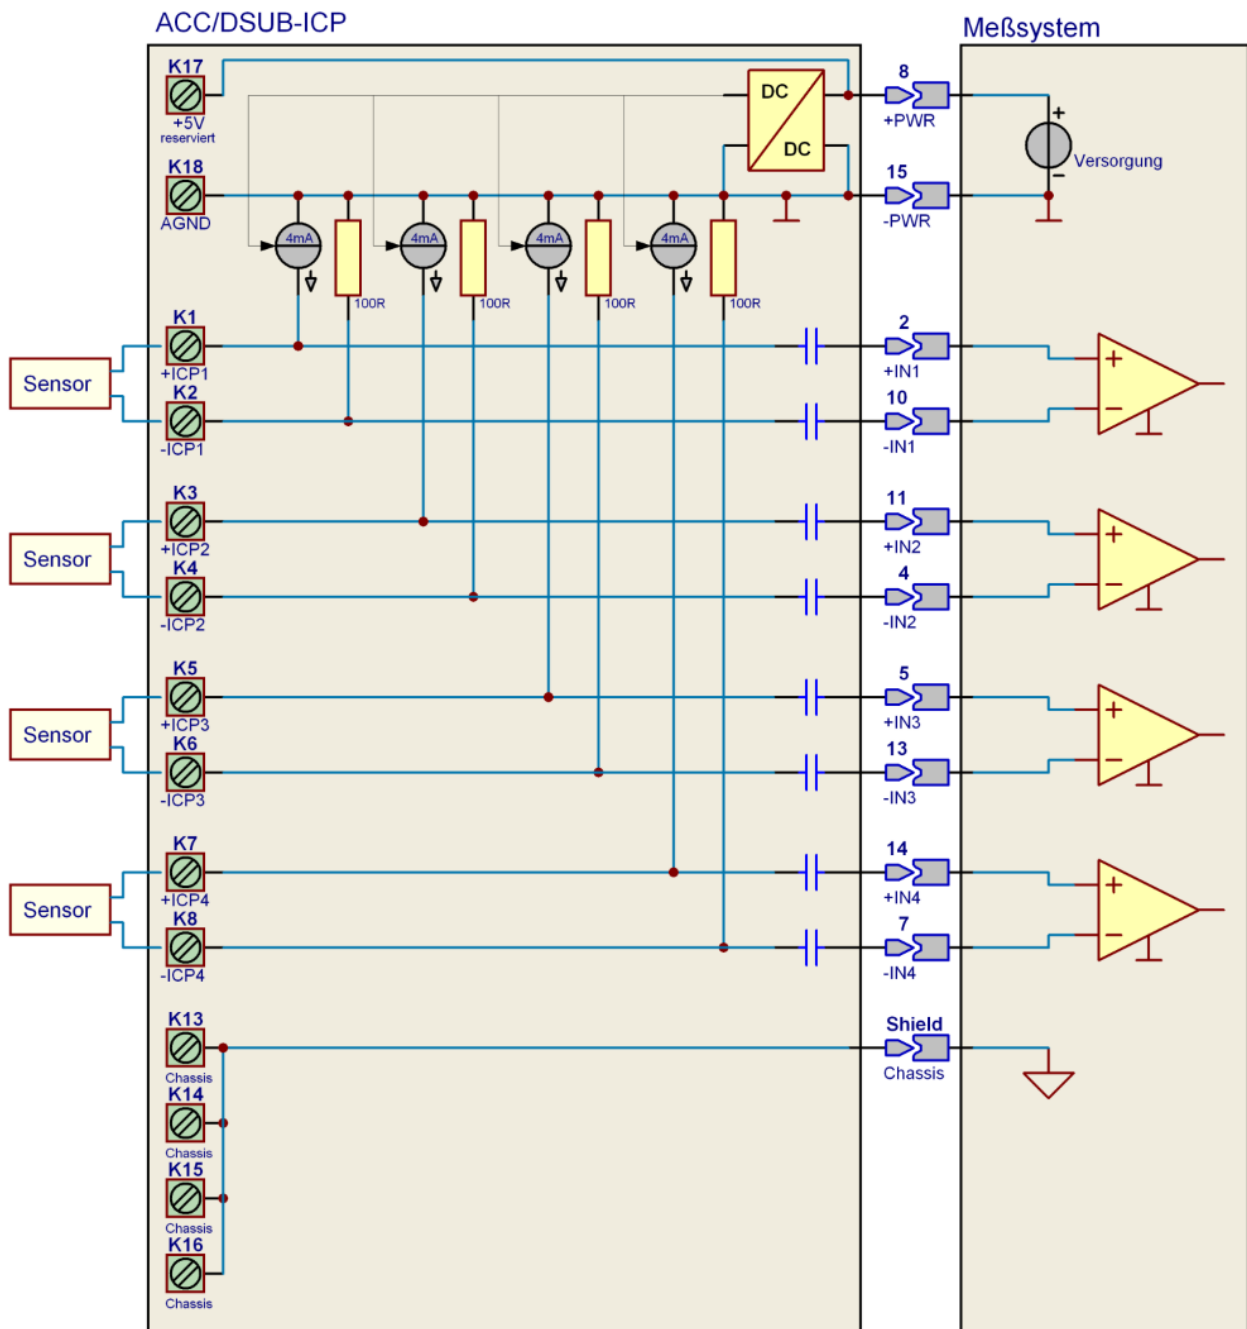 ACC/DSUB-ICP
Meßsystem
K17
+5V
reserviert
DC
DC
8
+PWR
+
−
Versorgung
K18
AGND
15
-PWR
4mA
4mA
4mA
4mA
100R
100R
100R
100R
Sensor
K1
+ICP1
K2
-ICP1
2
+IN1
10
-IN1
+
−
Sensor
K3
+ICP2
K4
-ICP2
11
+IN2
4
-IN2
+
−
Sensor
K5
+ICP3
K6
-ICP3
5
+IN3
13
-IN3
+
−
Sensor
K7
+ICP4
K8
-ICP4
14
+IN4
7
-IN4
+
−
K13
Chassis
Shield
Chassis
K14
Chassis
K15
Chassis
K16
Chassis